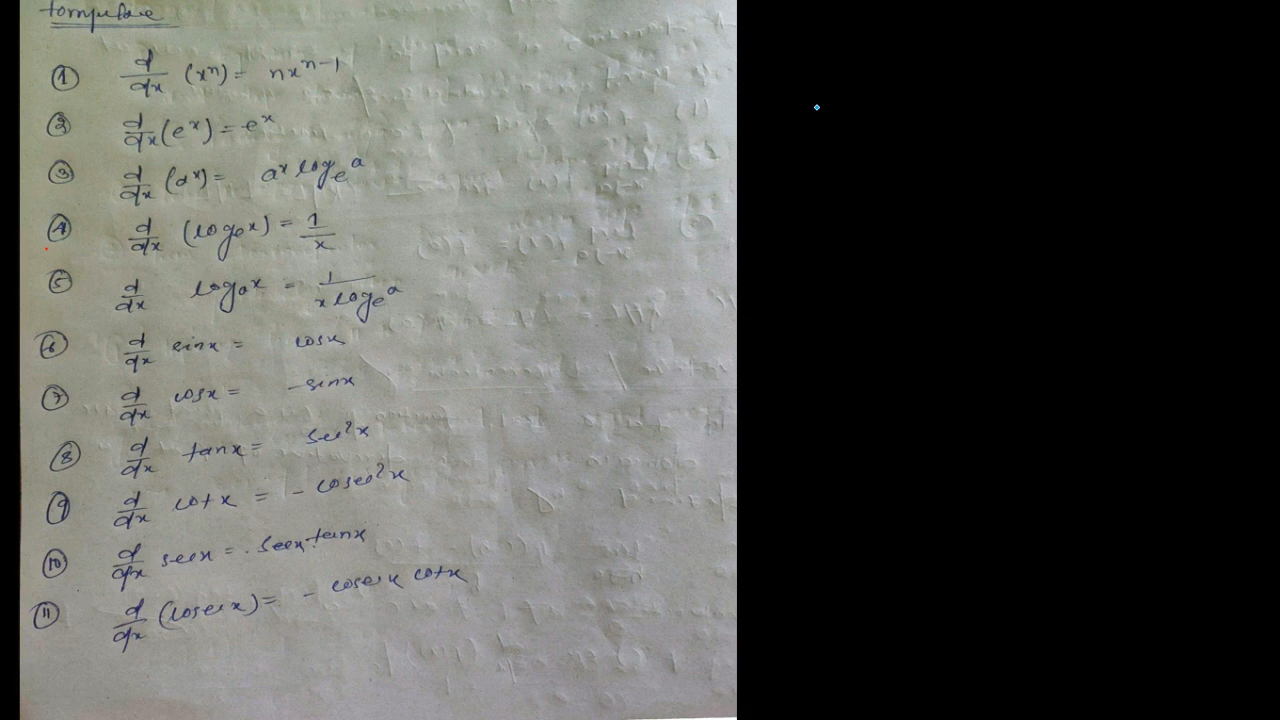 ① d/dx (xⁿ) = nxⁿ⁻¹
② d/dx (eˣ) = eˣ
③ d/dx (aˣ) = aˣ logₑa
④ d/dx (logₑx) = 1/x
⑤ d/dx logₐx = 1/(x logₑa)
⑥ d/dx sinx = cosx
⑦ d/dx cosx = -sinx
⑧ d/dx tanx = sec²x
⑨ d/dx cotx = - cosec²x
⑩ d/dx secx = secx.tanx
⑪ d/dx (cosecx) = - cosecx cotx